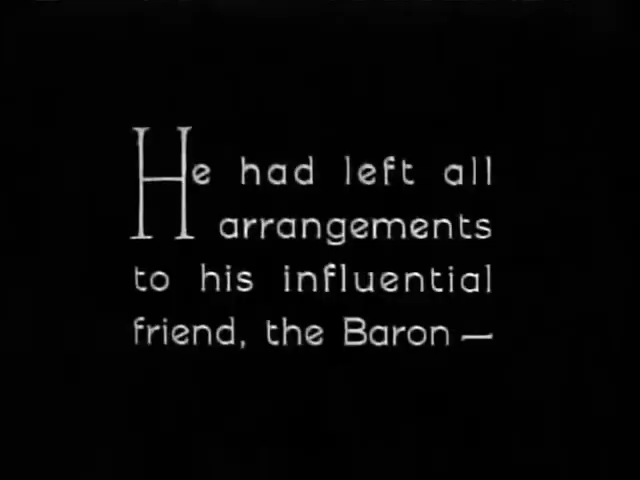 He had left all
arrangements
to his influential
friend, the Baron —